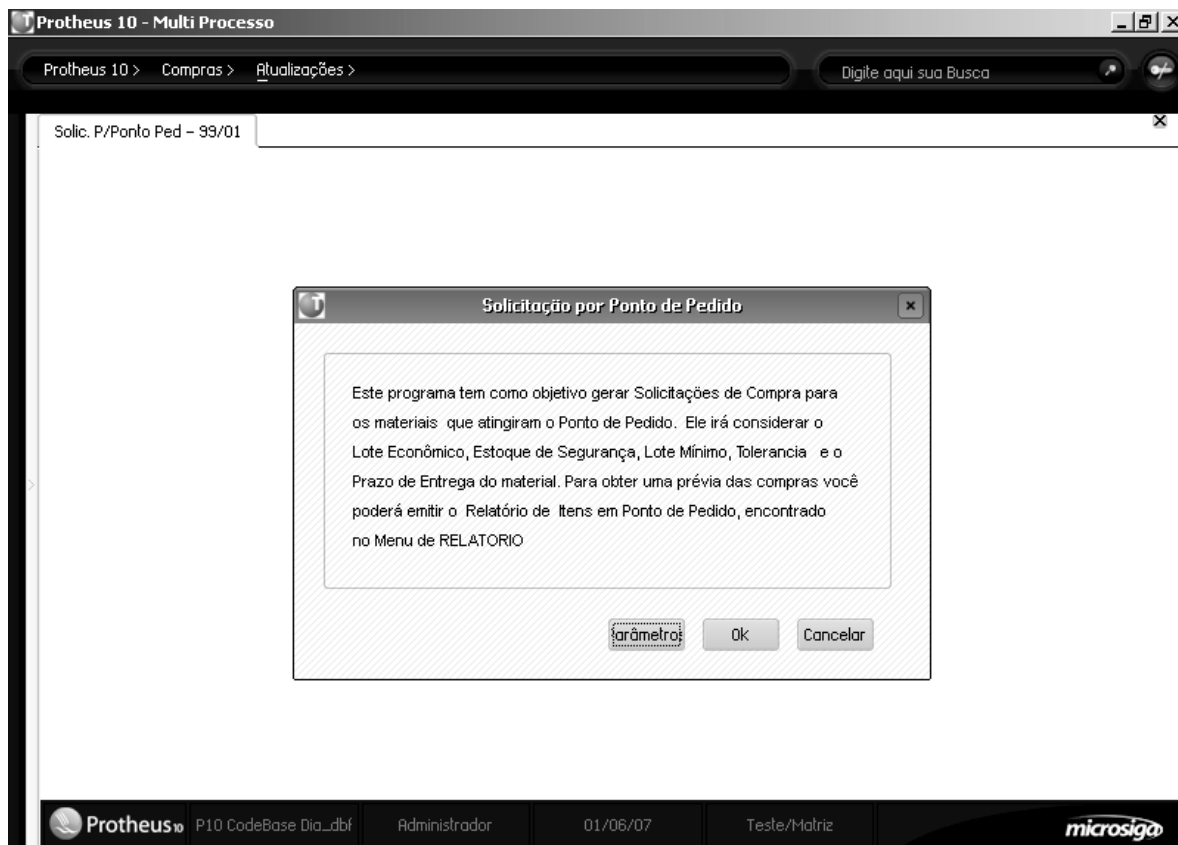 Protheus 10 - Multi Processo
Protheus 10 > Compras > Atualizações >
Digite aqui sua Busca
Solic. P/Ponto Ped – 99/01
Solicitação por Ponto de Pedido
Este programa tem como objetivo gerar Solicitações de Compra para
os materiais que atingiram o Ponto de Pedido. Ele irá considerar o
Lote Econômico, Estoque de Segurança, Lote Mínimo, Tolerancia e o
Prazo de Entrega do material. Para obter uma prévia das compras você
poderá emitir o Relatório de Itens em Ponto de Pedido, encontrado
no Menu de RELATORIO
arâmetro Ok Cancelar
Protheus10 P10 CodeBase Dia_dbf Administrador 01/06/07 Teste/Matriz microsiga